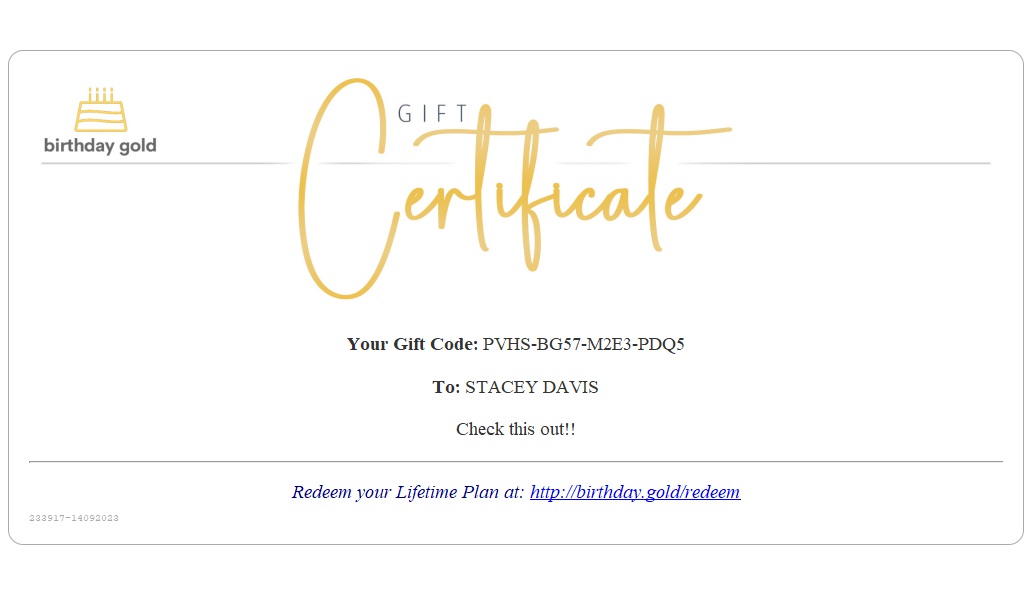 birthday gold
GIFT
Certificate
Your Gift Code: PVHS-BG57-M2E3-PDQ5
To: STACEY DAVIS
Check this out!!
Redeem your Lifetime Plan at: http://birthday.gold/redeem
233917-14092023